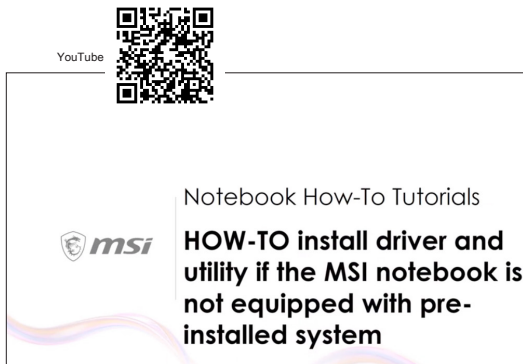 YouTube
Notebook How-To Tutorials
msi
HOW-TO install driver and
utility if the MSI notebook is
not equipped with pre-
installed system